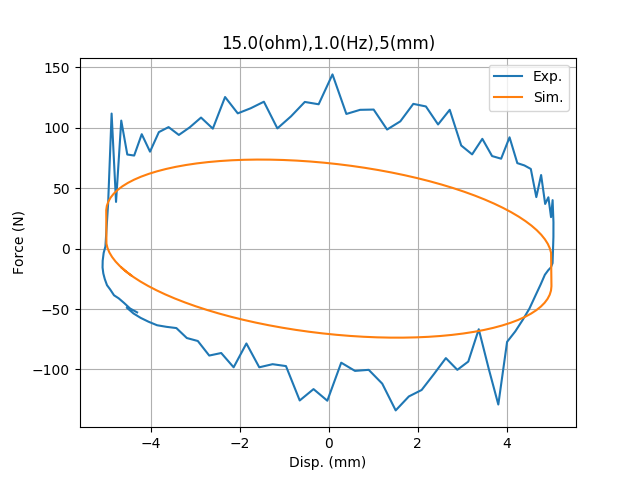 15.0(ohm),1.0(Hz),5(mm)
Exp.
Sim.
150
100
50
0
−50
−100
Force (N)
−4
−2
0
2
4
Disp. (mm)